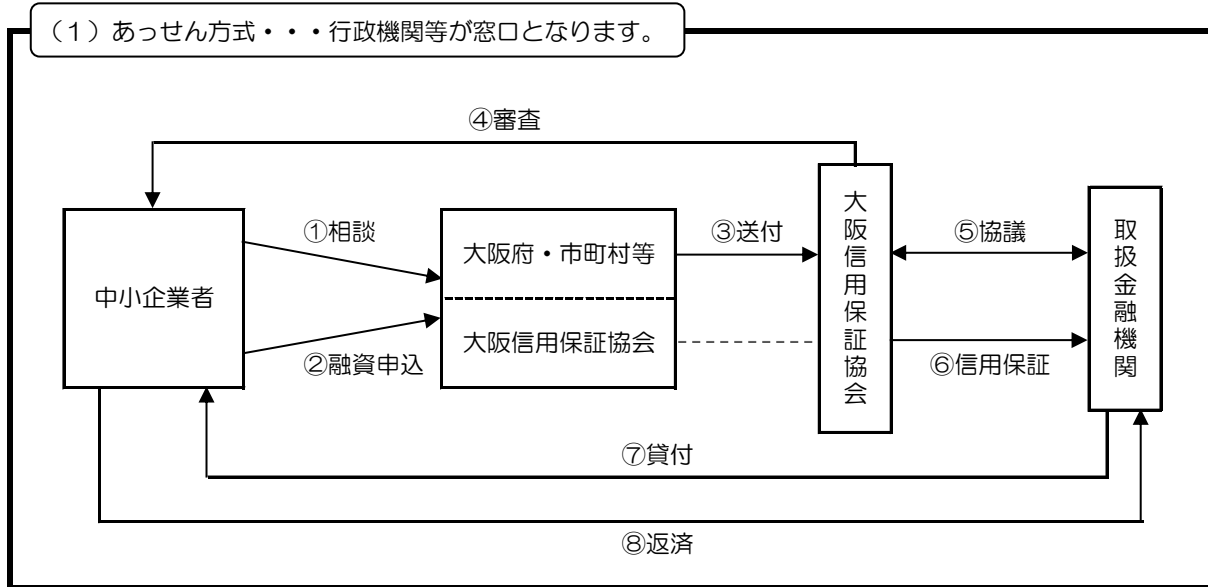 （1）あっせん方式・・・行政機関等が窓口となります。
④審査
中小企業者
①相談
②融資申込
大阪府・市町村等
大阪信用保証協会
③送付
大阪信用保証協会
⑤協議
⑥信用保証
取扱金融機関
⑦貸付
⑧返済